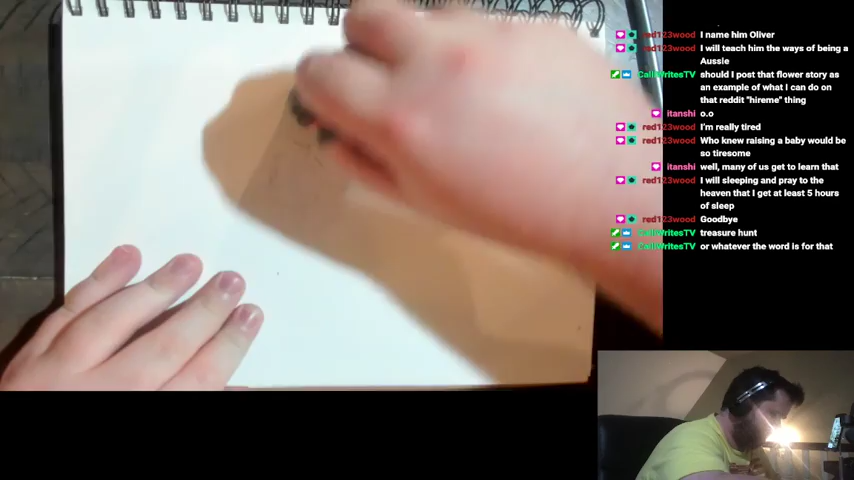 red123wood I name him Oliver
red123wood I will teach him the ways of being a
Aussie
CalliWritesTV should I post that flower story as
an example of what I can do on
that reddit "hireme" thing
itanshi o.o
red123wood I'm really tired
red123wood Who knew raising a baby would be
so tiresome
itanshi well, many of us get to learn that
red123wood I will sleeping and pray to the
heaven that I get at least 5 hours
of sleep
red123wood Goodbye
CalliWritesTV treasure hunt
CalliWritesTV or whatever the word is for that